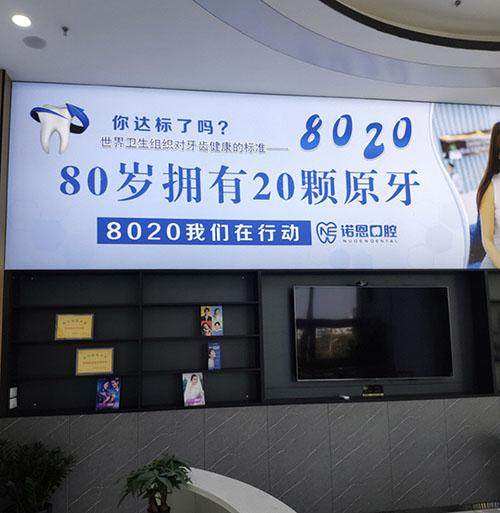 你达标了吗?
世界卫生组织对牙齿健康的标准——
8020
80岁拥有20颗原牙
8020我们在行动
诺恩口腔
NUOENDENTAL